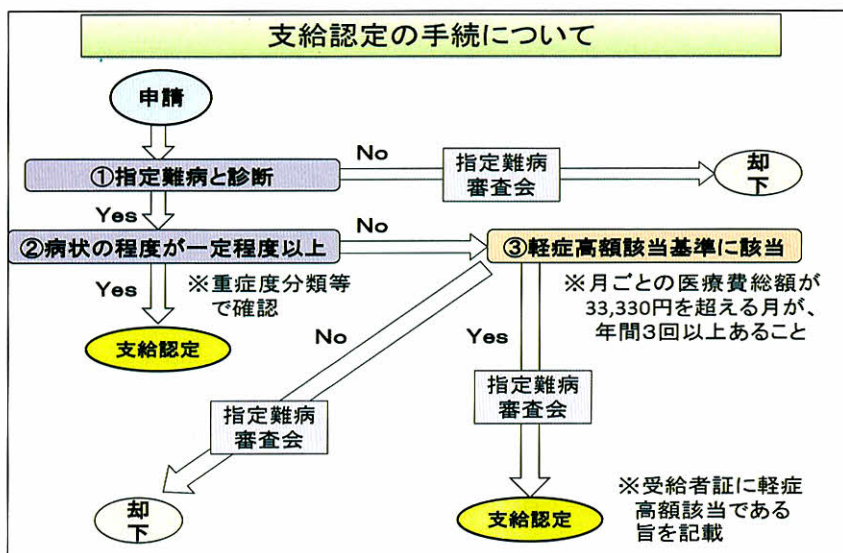 支給認定の手続について
申請
①指定難病と診断
No
指定難病
審査会
却
下
Yes
②病状の程度が一定程度以上
No
③軽症高額該当基準に該当
Yes
※重症度分類等
で確認
支給認定
※月ごとの医療費総額が
33,330円を超える月が、
年間3回以上あること
No
Yes
指定難病
審査会
指定難病
審査会
却
下
支給認定
※受給者証に軽症
高額該当である
旨を記載